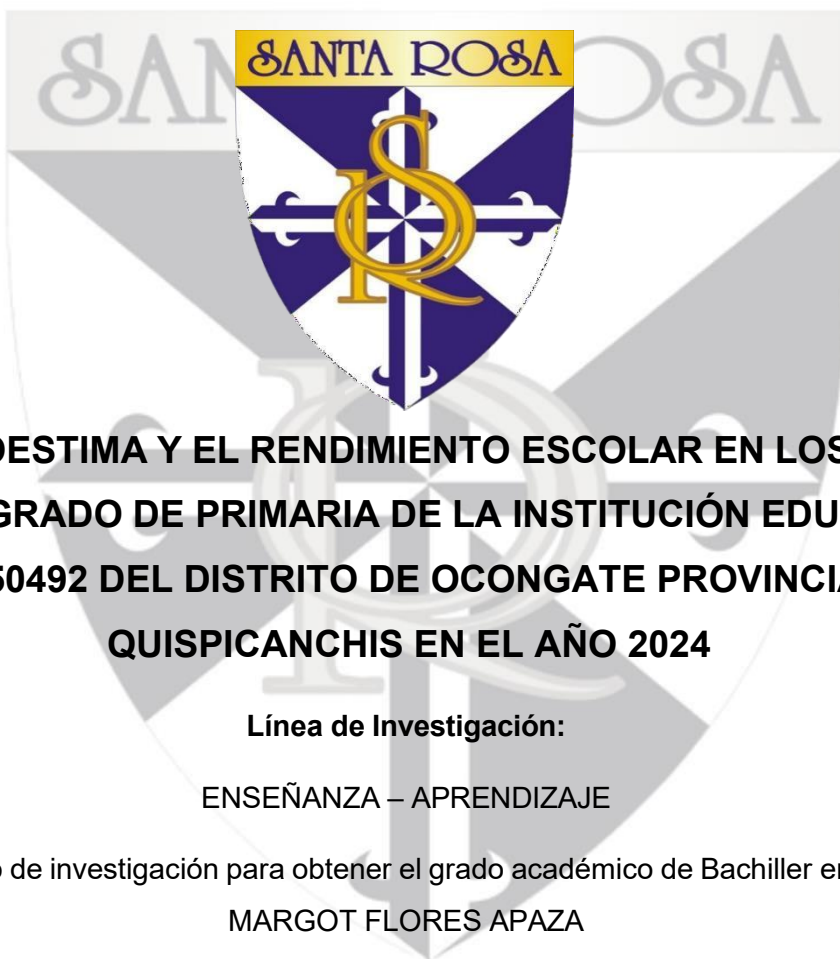 SANTA ROSA
DESTIMA Y EL RENDIMIENTO ESCOLAR EN LOS
GRADO DE PRIMARIA DE LA INSTITUCIÓN EDU
50492 DEL DISTRITO DE OCONGATE PROVINCIA
QUISPICANCHIS EN EL AÑO 2024
Línea de Investigación:
ENSEÑANZA – APRENDIZAJE
o de investigación para obtener el grado académico de Bachiller en
MARGOT FLORES APAZA